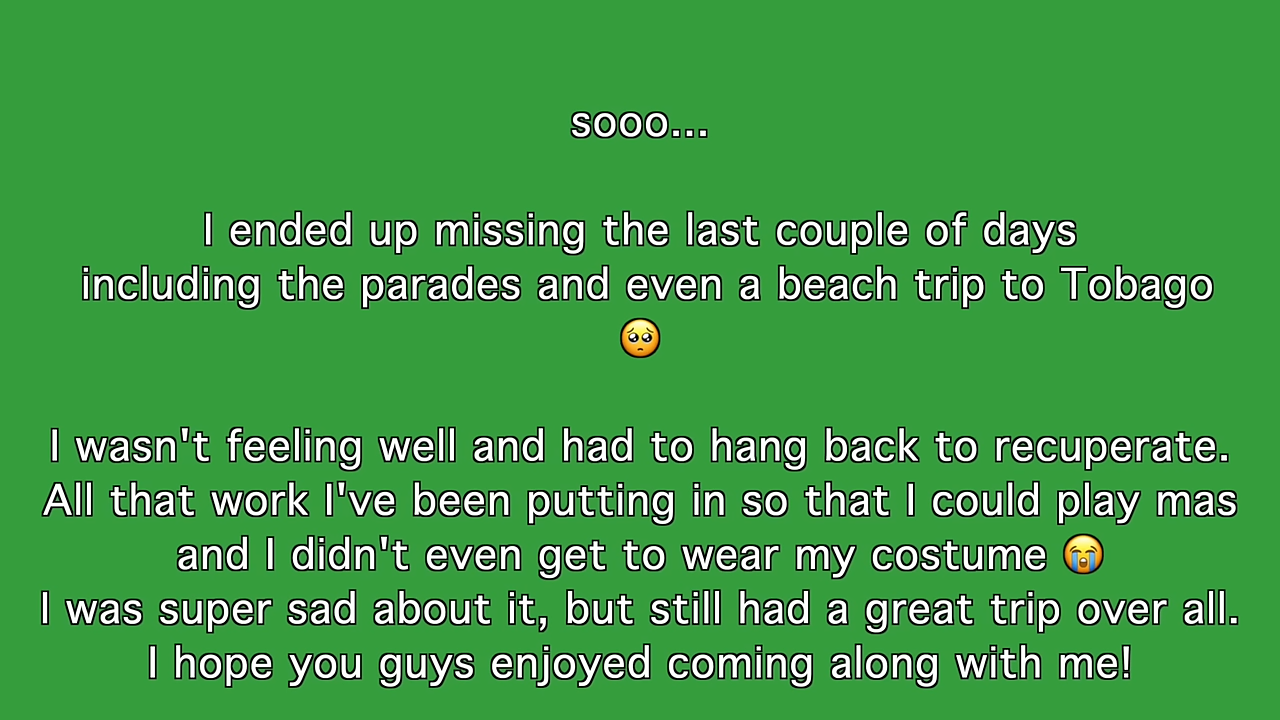 sooo...
I ended up missing the last couple of days
including the parades and even a beach trip to Tobago
🥺
I wasn't feeling well and had to hang back to recuperate.
All that work I've been putting in so that I could play mas
and I didn't even get to wear my costume 😭
I was super sad about it, but still had a great trip over all.
I hope you guys enjoyed coming along with me!